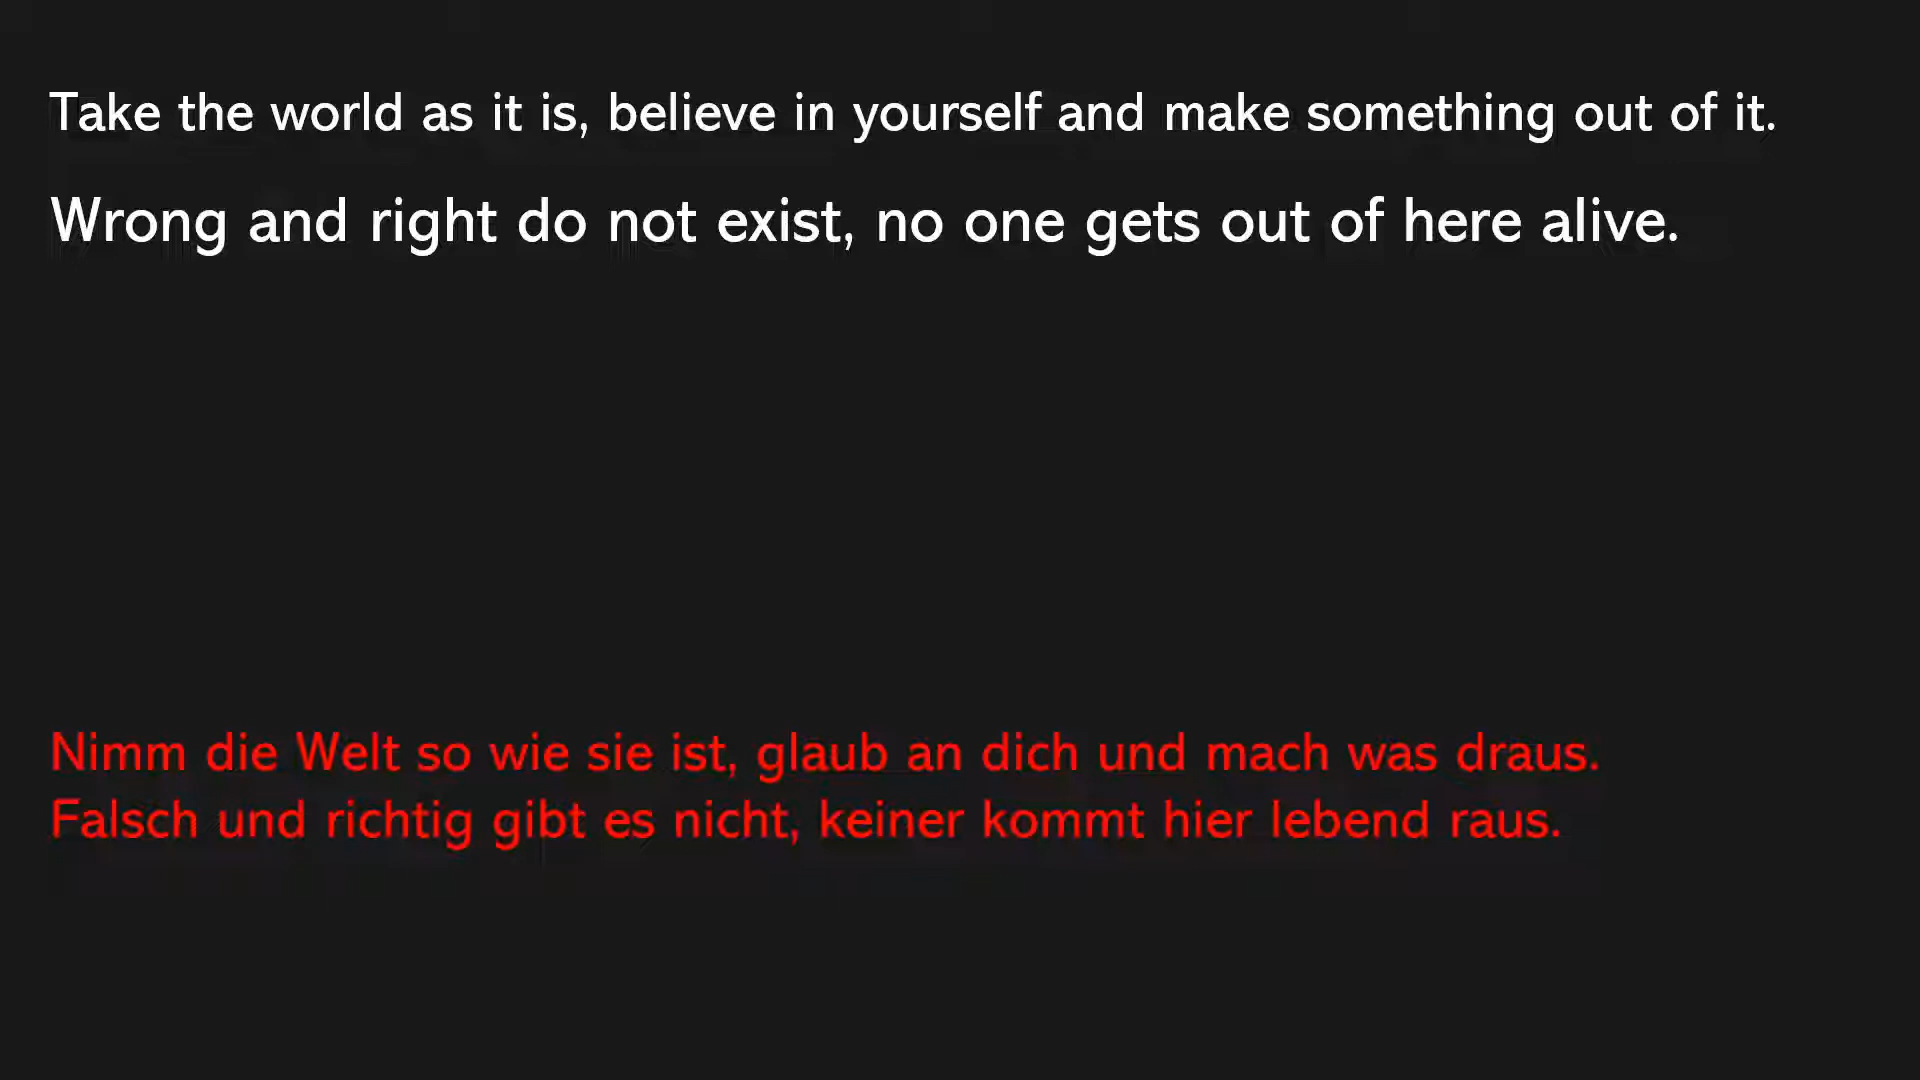 Take the world as it is, believe in yourself and make something out of it.
Wrong and right do not exist, no one gets out of here alive.
Nimm die Welt so wie sie ist, glaub an dich und mach was draus.
Falsch und richtig gibt es nicht, keiner kommt hier lebend raus.